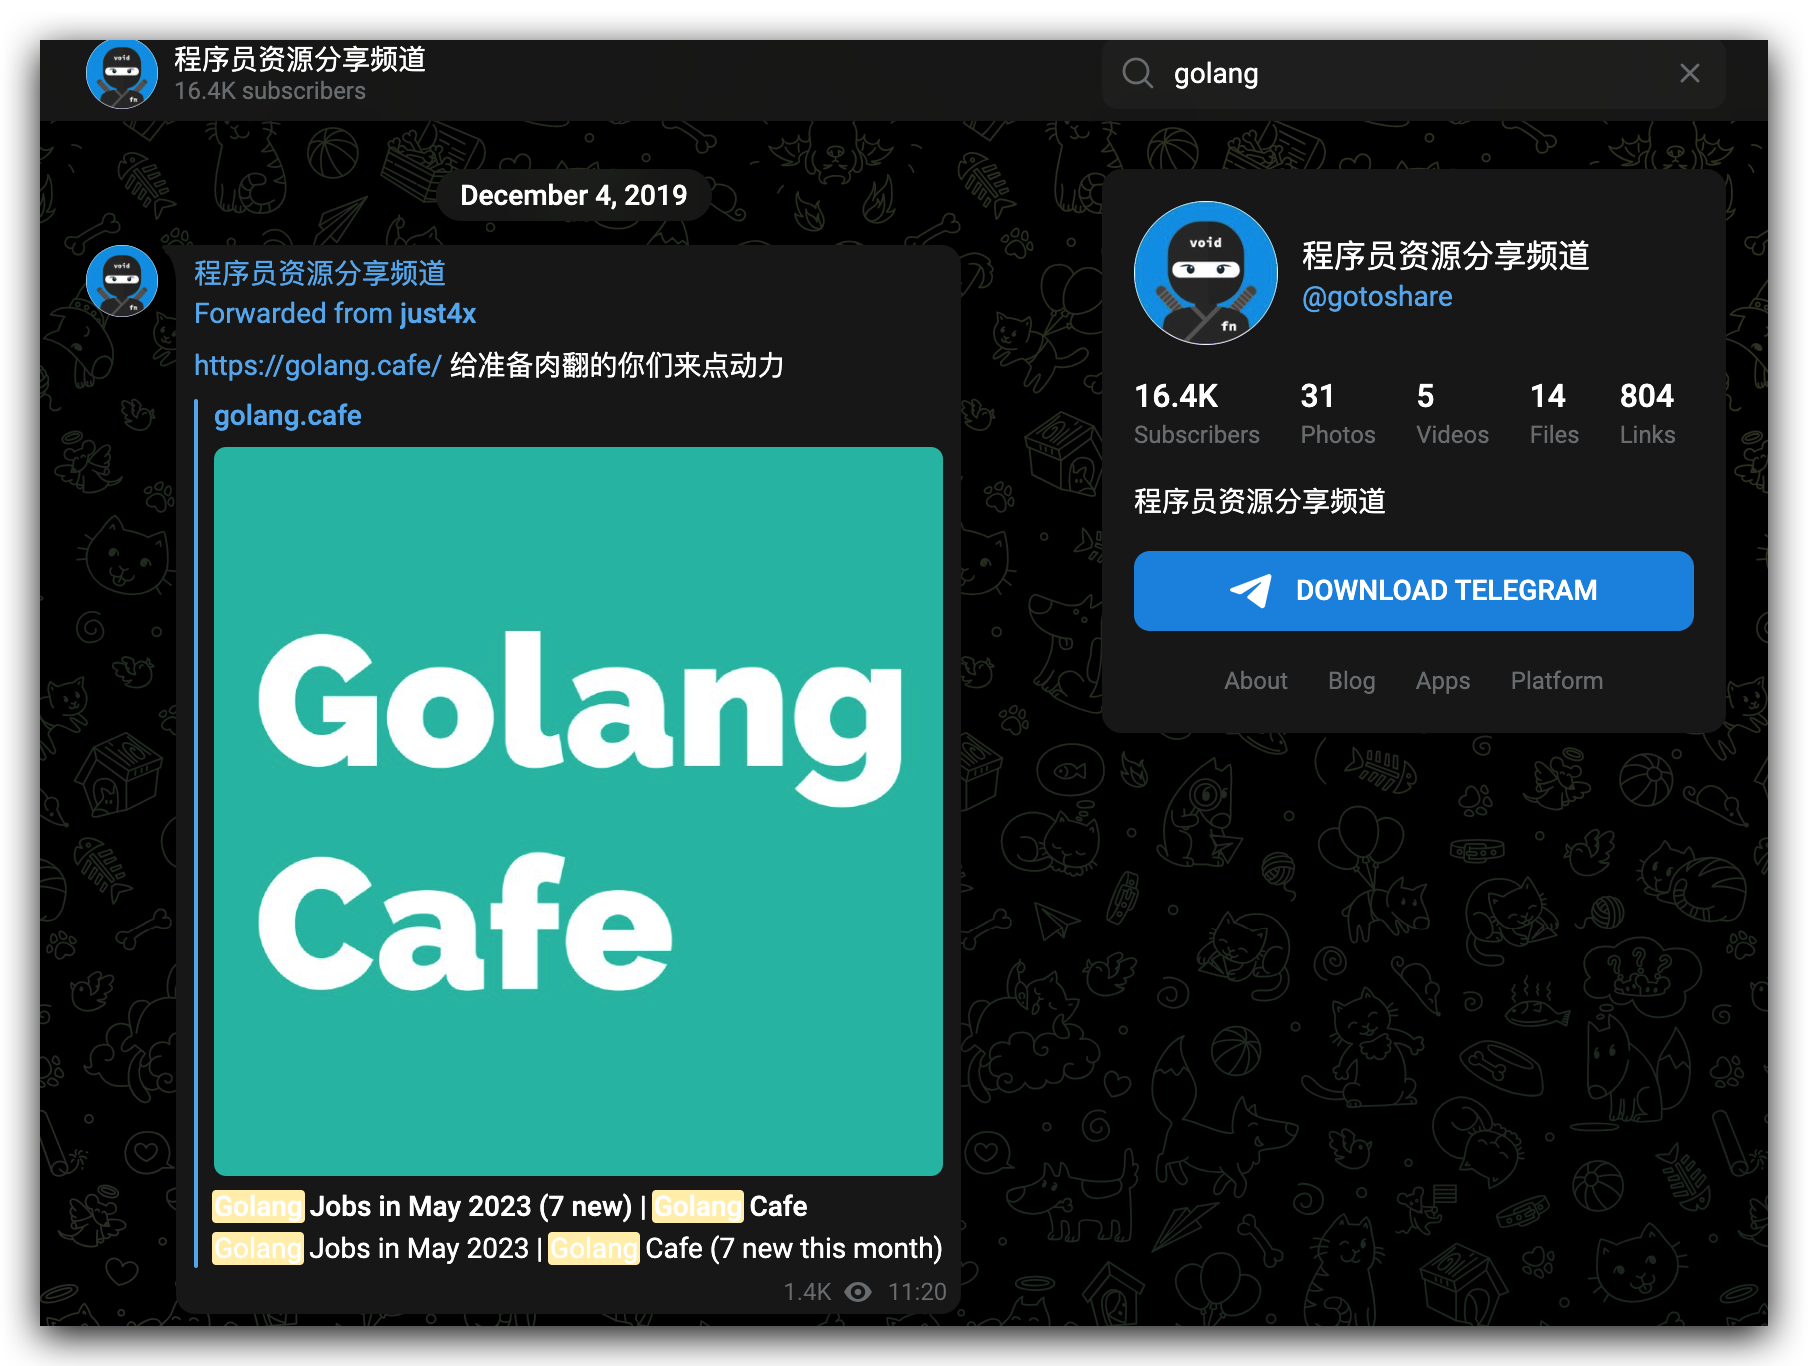 程序员资源分享频道
16.4K subscribers
golang
December 4, 2019
程序员资源分享频道
Forwarded from just4x
https://golang.cafe/ 给准备肉翻的你们来点动力
golang.cafe
Golang
Cafe
Golang Jobs in May 2023 (7 new) | Golang Cafe
Golang Jobs in May 2023 | Golang Cafe (7 new this month)
1.4K 11:20
void
fn
程序员资源分享频道
@gotoshare
16.4K 31 5 14 804
Subscribers Photos Videos Files Links
程序员资源分享频道
DOWNLOAD TELEGRAM
About Blog Apps Platform